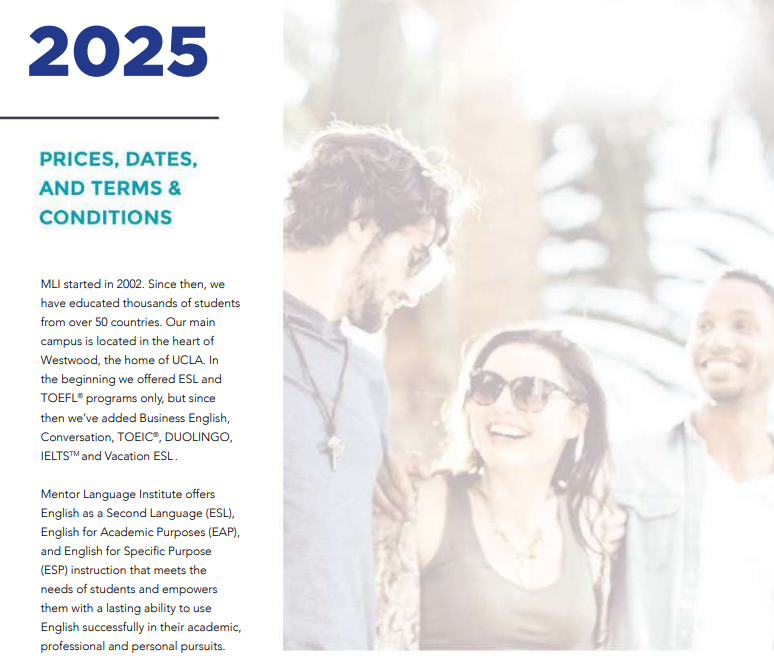 2025
PRICES, DATES,
AND TERMS &
CONDITIONS
MLI started in 2002. Since then, we
have educated thousands of students
from over 50 countries. Our main
campus is located in the heart of
Westwood, the home of UCLA. In
the beginning we offered ESL and
TOEFL® programs only, but since
then we’ve added Business English,
Conversation, TOEIC®, DUOLINGO,
IELTS™ and Vacation ESL.
Mentor Language Institute offers
English as a Second Language (ESL),
English for Academic Purposes (EAP),
and English for Specific Purpose
(ESP) instruction that meets the
needs of students and empowers
them with a lasting ability to use
English successfully in their academic,
professional and personal pursuits.